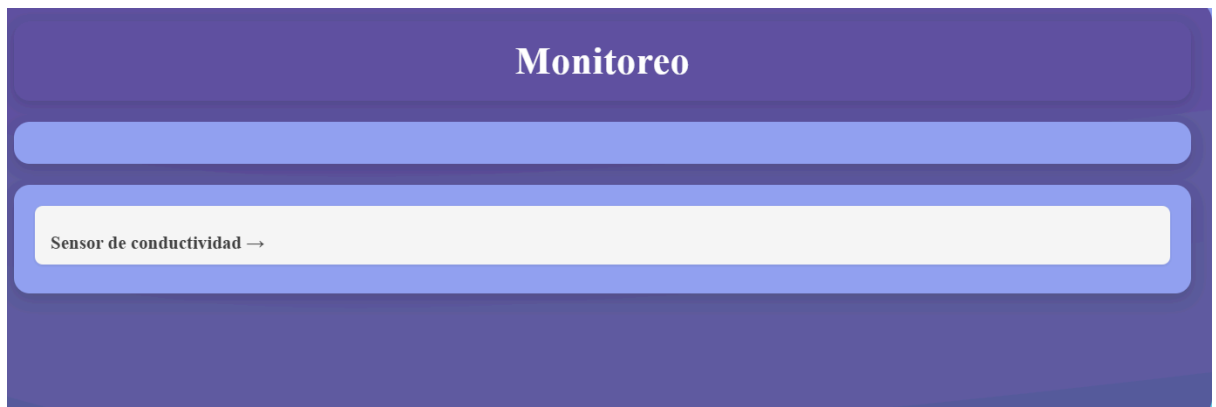 Monitoreo
Sensor de conductividad →